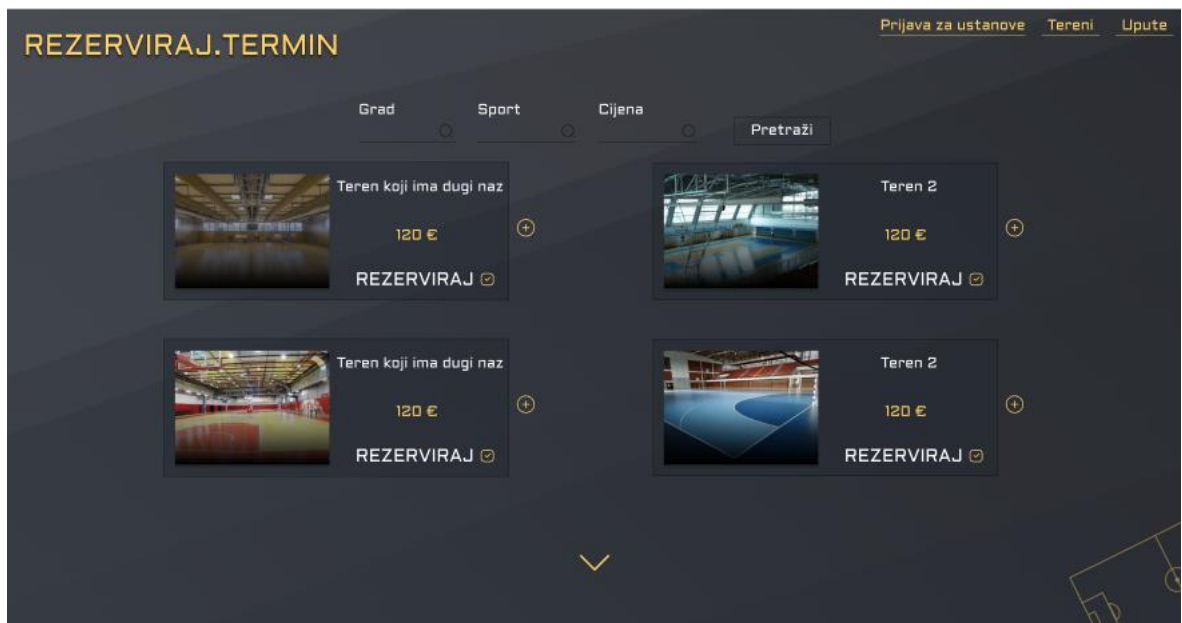 REZERVIRAJ.TERMIN
Prijava za ustanove Tereni Upute
Grad Sport Cijena
Pretraži
Teren koji ima dugi naz
120 €
REZERVIRAJ
Teren 2
120 €
REZERVIRAJ
Teren koji ima dugi naz
120 €
REZERVIRAJ
Teren 2
120 €
REZERVIRAJ